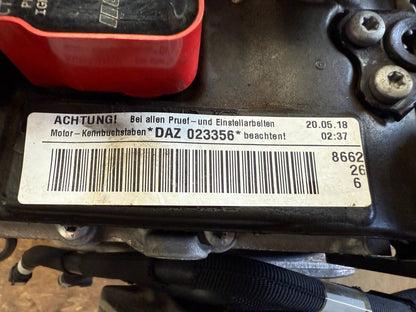 ACHTUNG! Bei allen Pruef-und Einstellarbeiten 20.05.18
Motor-Kennbuchstaben *DAZ 023356* beachten! 02:37
8662
26
6